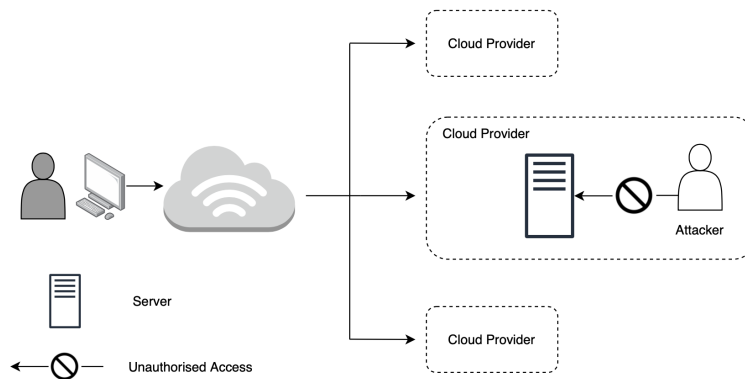 Cloud Provider
Cloud Provider
Attacker
Server
Cloud Provider
Unauthorised Access